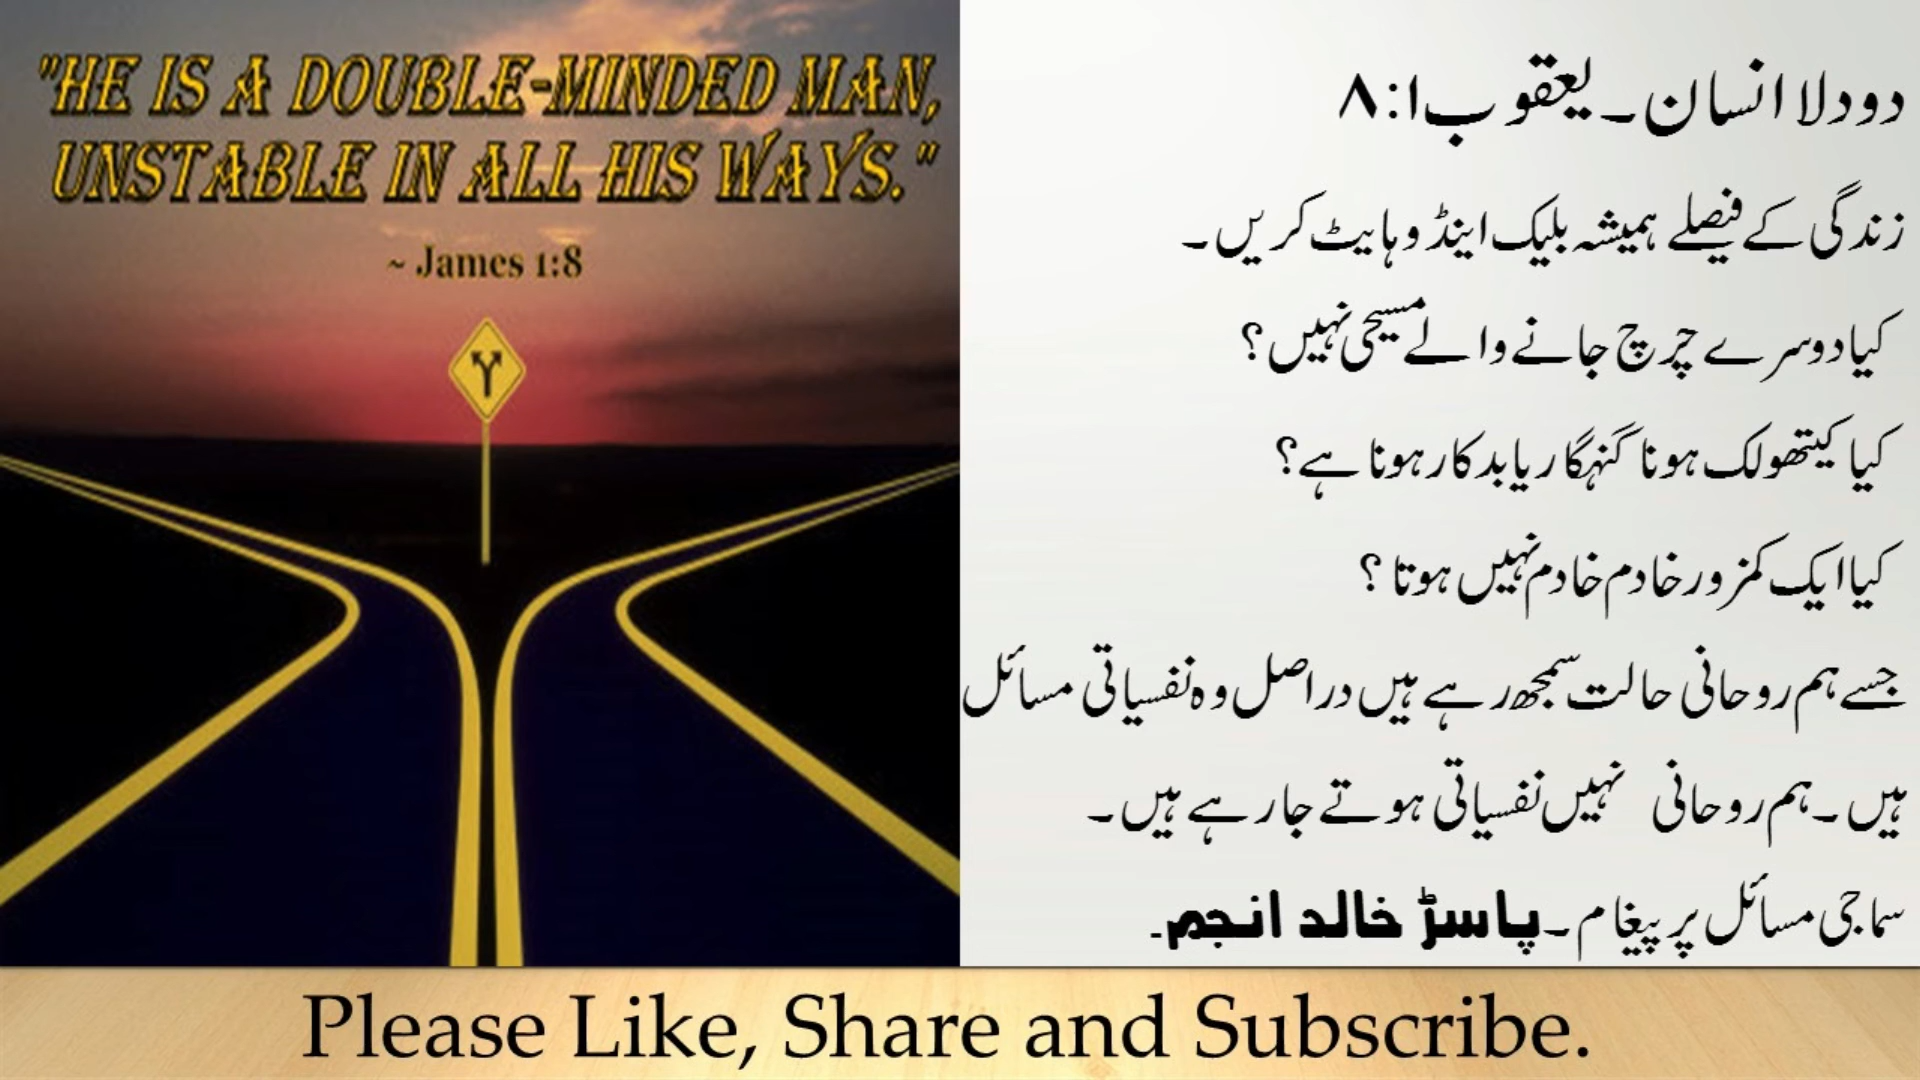 "HE IS A DOUBLE-MINDED MAN,
UNSTABLE IN ALL HIS WAYS."
~ James 1:8
دو دلا انسان۔ یعقوب ۱:۸
زندگی کے فیصلے ہمیشہ بلیک اینڈ وہایٹ کریں۔
کیا دوسرے چرچ جانے والے مسیحی نہیں؟
کیا کیتھولک ہونا گنہگار یا بدکار ہونا ہے؟
کیا ایک کمزور خادم خادم نہیں ہوتا ؟
جسے ہم روحانی حالت سمجھ رہے ہیں دراصل وہ نفسیاتی مسائل
ہیں۔ ہم روحانی نہیں نفسیاتی ہوتے جا رہے ہیں۔
سماجی مسائل پر پیغام۔ پاسڑ خالد انجم۔
Please Like, Share and Subscribe.